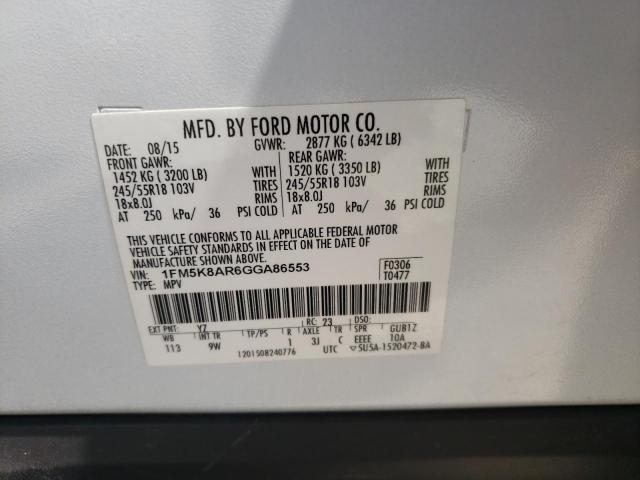 MFD. BY FORD MOTOR CO.
DATE: 08/15 GVWR: 2877 KG ( 6342 LB)
FRONT GAWR: REAR GAWR:
1452 KG ( 3200 LB) WITH 1520 KG ( 3350 LB) WITH
245/55R18 103V TIRES 245/55R18 103V TIRES
18x8.0J RIMS 18x8.0J RIMS
AT 250 kPa/ 36 PSI COLD AT 250 kPa/ 36 PSI COLD
THIS VEHICLE CONFORMS TO ALL APPLICABLE FEDERAL MOTOR
VEHICLE SAFETY STANDARDS IN EFFECT ON THE DATE OF
MANUFACTURE SHOWN ABOVE.
VIN: 1FM5K8AR6GGA86553 F0306
TYPE: MPV T0477
EXT PNT: YZ RC: 23 DSO:
WB INT TR TP/PS R AXLE TR SPR GUB1Z
113 9W 1 3J C EEEE 10A
1201508240776 UTC ▽5U5A-1520472-BA